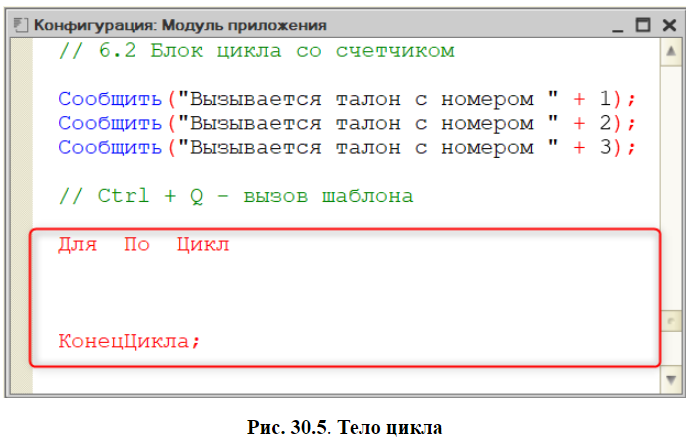 Конфигурация: Модуль приложения
// 6.2 Блок цикла со счетчиком
Сообщить("Вызывается талон с номером " + 1);
Сообщить("Вызывается талон с номером " + 2);
Сообщить("Вызывается талон с номером " + 3);
// Ctrl + Q - вызов шаблона
Для  По  Цикл
КонецЦикла;
Рис. 30.5. Тело цикла